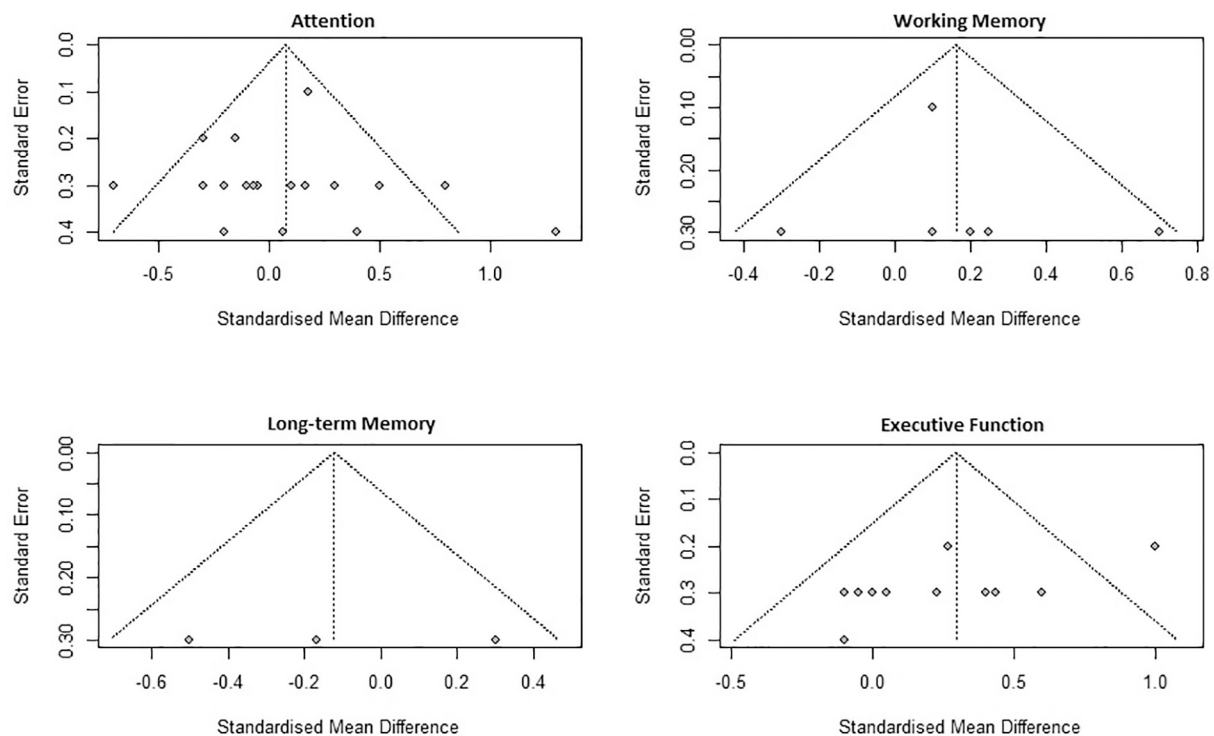 Attention
Standard Error
0.0
0.1
0.2
0.3
0.4
-0.5 0.0 0.5 1.0
Standardised Mean Difference
Working Memory
Standard Error
0.00
0.10
0.20
0.30
-0.4 -0.2 0.0 0.2 0.4 0.6 0.8
Standardised Mean Difference
Long-term Memory
Standard Error
0.00
0.10
0.20
0.30
-0.6 -0.4 -0.2 0.0 0.2 0.4
Standardised Mean Difference
Executive Function
Standard Error
0.0
0.1
0.2
0.3
0.4
-0.5 0.0 0.5 1.0
Standardised Mean Difference